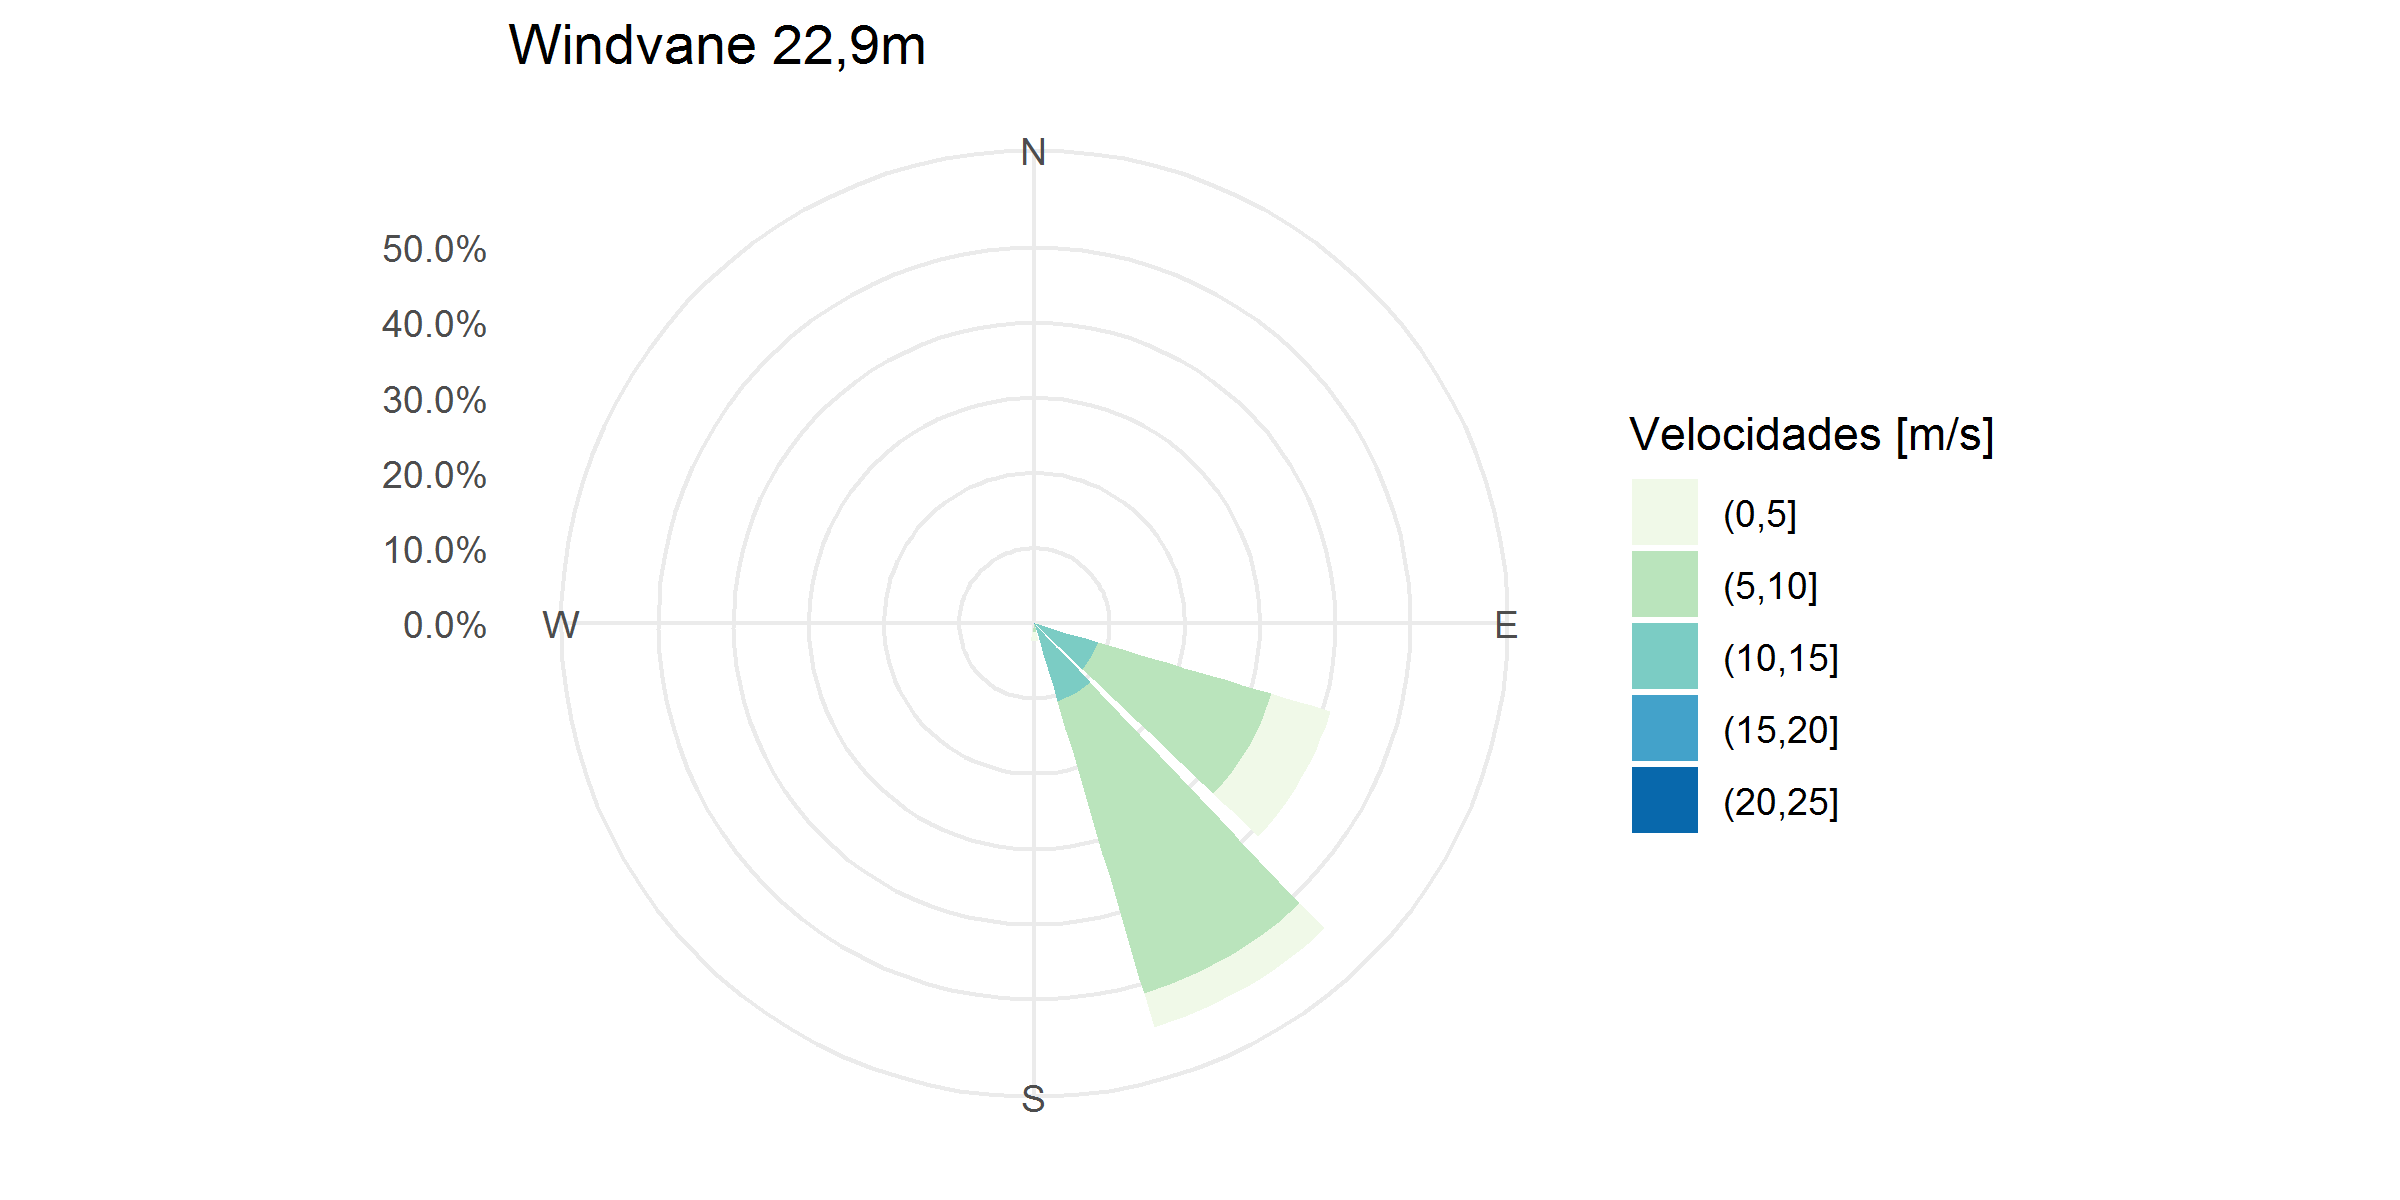 Windvane 22,9m
N
50.0%
40.0%
30.0%
20.0%
10.0%
0.0%
W
E
S
Velocidades [m/s]
(0,5]
(5,10]
(10,15]
(15,20]
(20,25]